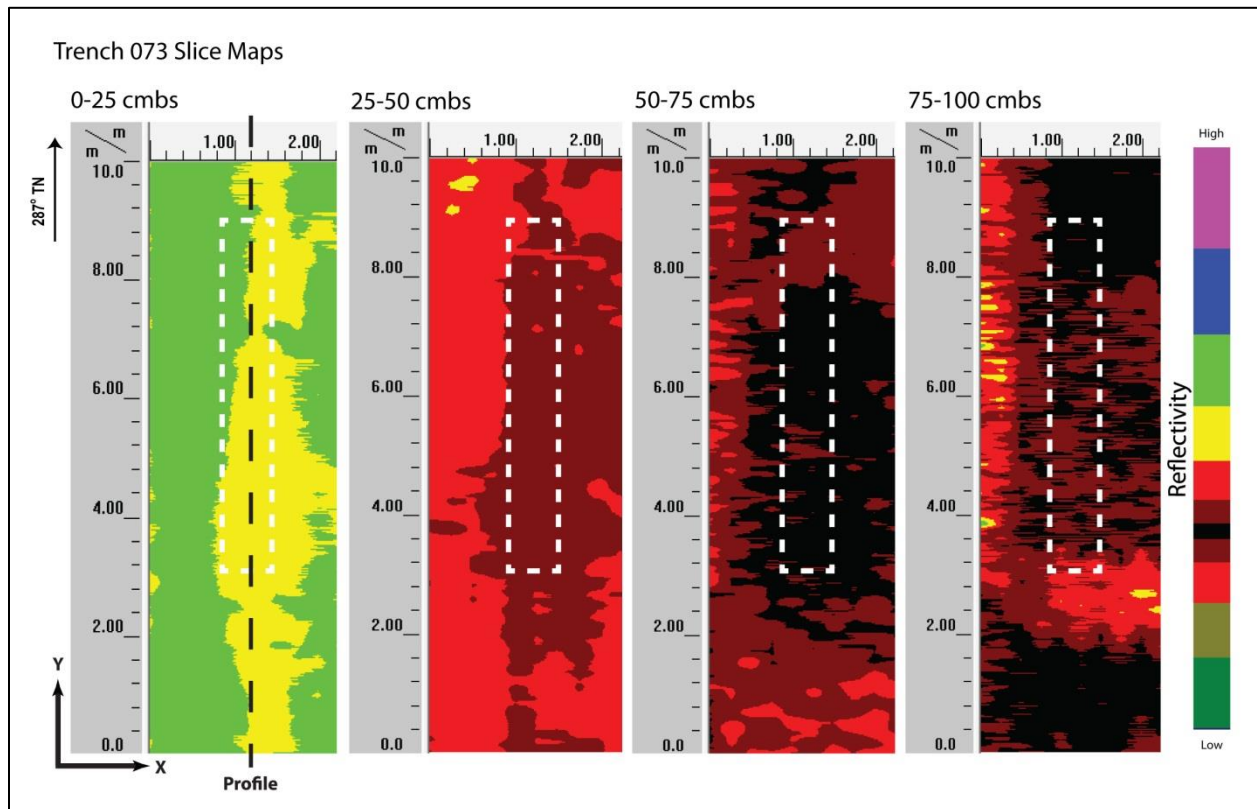 Trench 073 Slice Maps
0-25 cmbs
25-50 cmbs
50-75 cmbs
75-100 cmbs
287° TN
m
m
1.00
2.00
10.0
8.00
6.00
4.00
2.00
0.0
m
m
1.00
2.00
10.0
8.00
6.00
4.00
2.00
0.0
m
m
1.00
2.00
10.0
8.00
6.00
4.00
2.00
0.0
m
m
1.00
2.00
10.0
8.00
6.00
4.00
2.00
0.0
High
Reflectivity
Low
Y
X
Profile